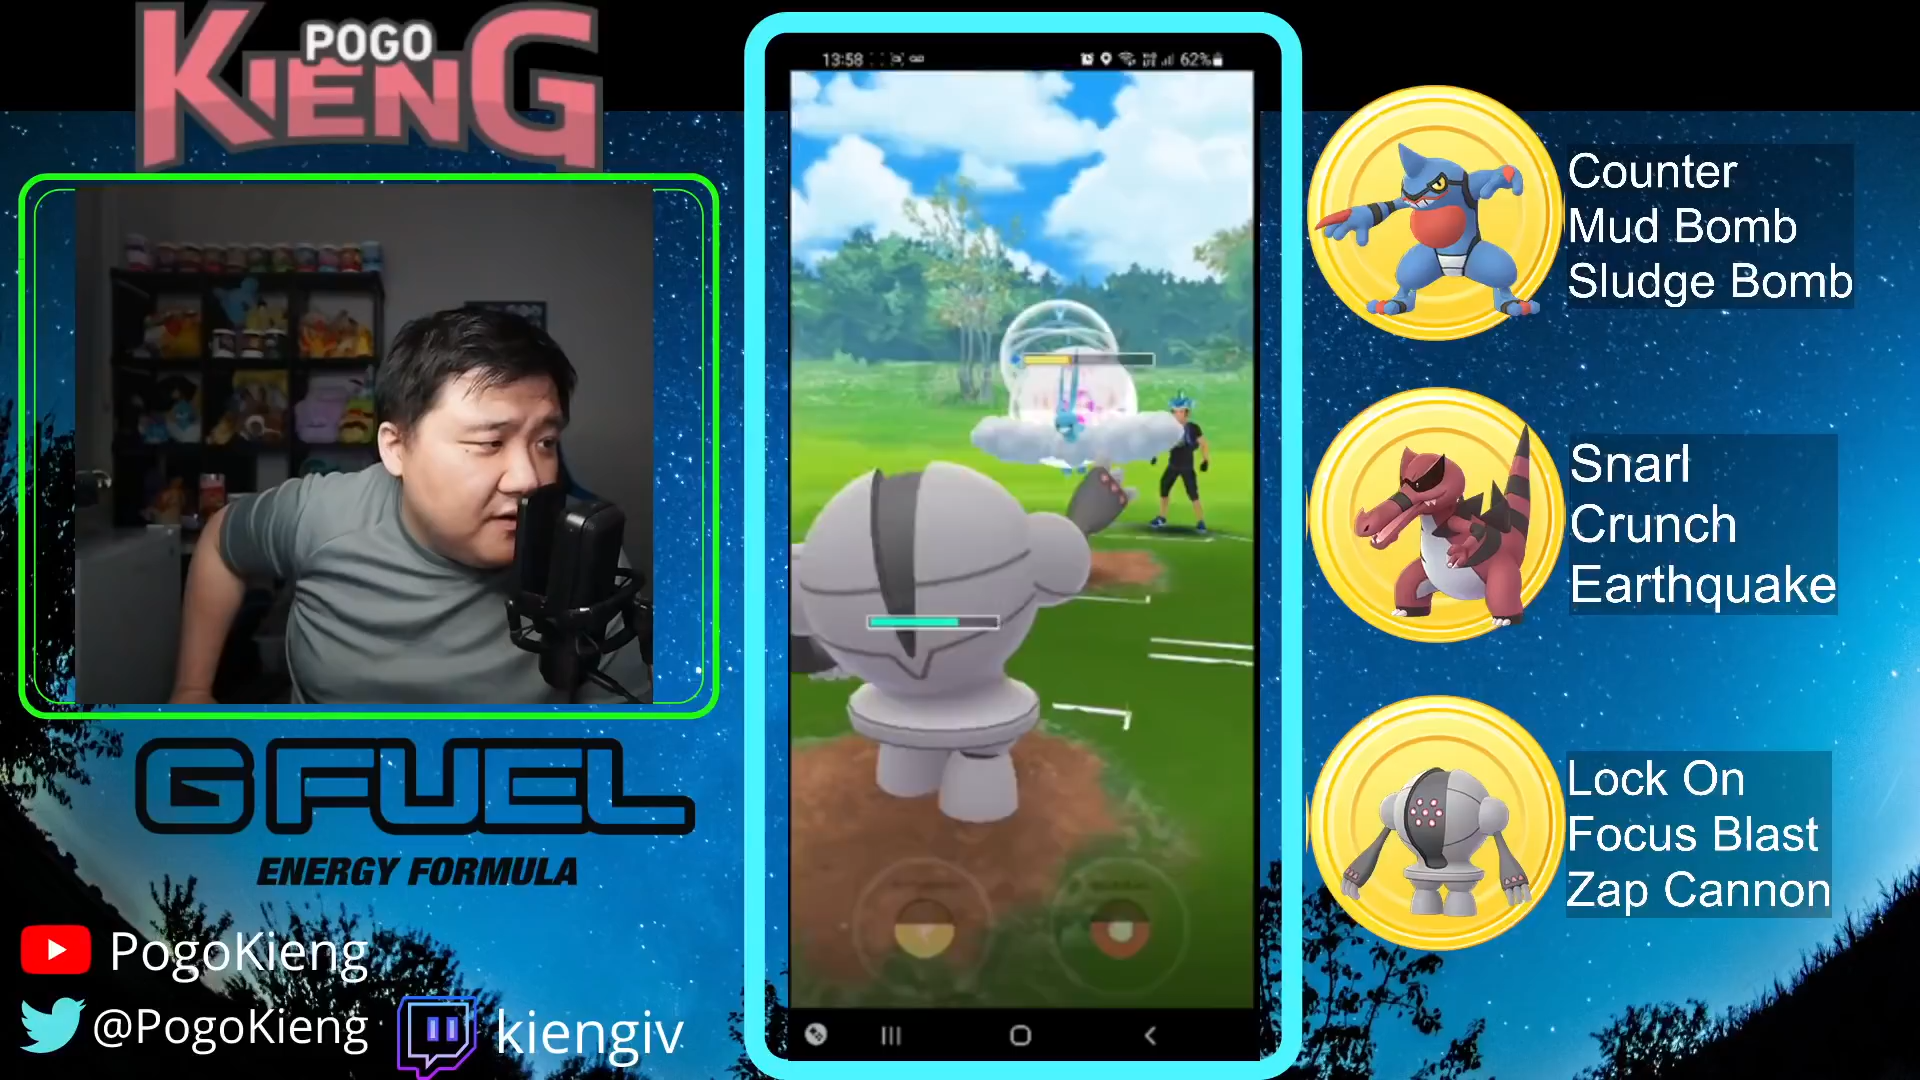 POGO
KIENG
13:58
62%
Counter
Mud Bomb
Sludge Bomb
Snarl
Crunch
Earthquake
Lock On
Focus Blast
Zap Cannon
G FUEL
ENERGY FORMULA
PogoKieng
@PogoKieng
kiengiv